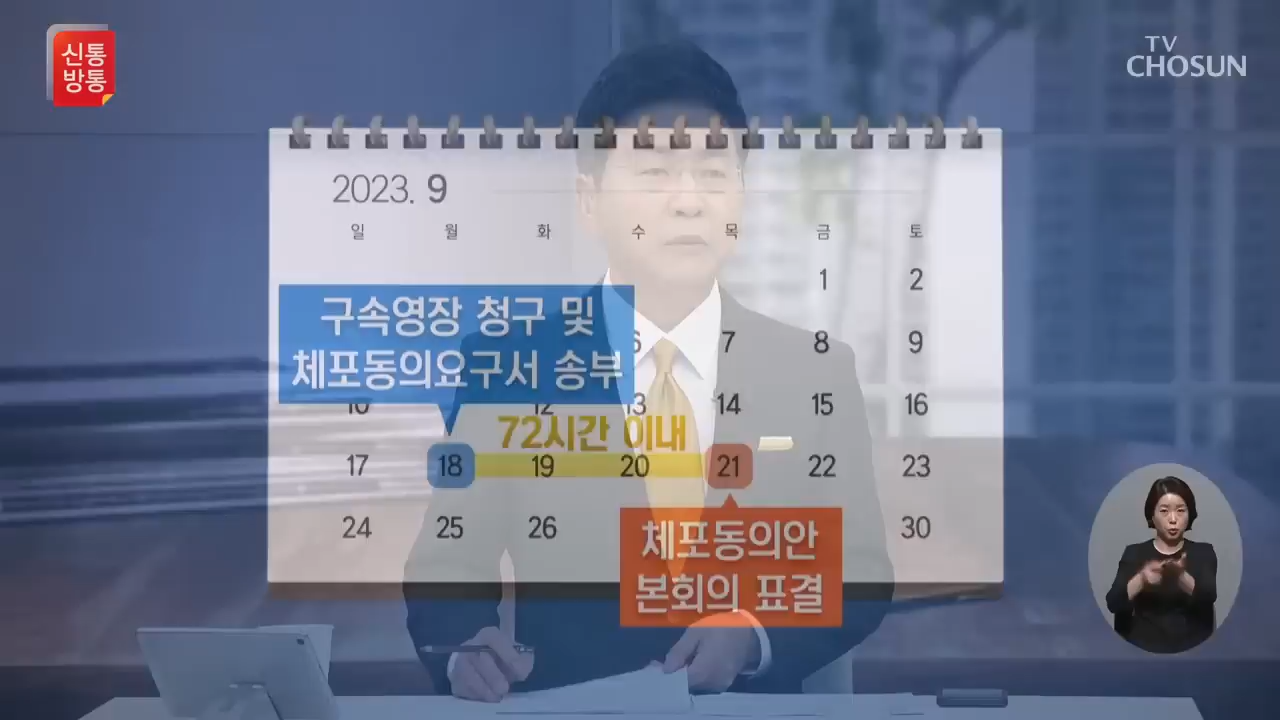 신통
방통
TV
CHOSUN
2023. 9
일 월 화 수 목 금 토
1 2
구속영장 청구 및
체포동의요구서 송부
6 7 8 9
10 12 13 14 15 16
72시간 이내
17 18 19 20 21 22 23
24 25 26 30
체포동의안
본회의 표결